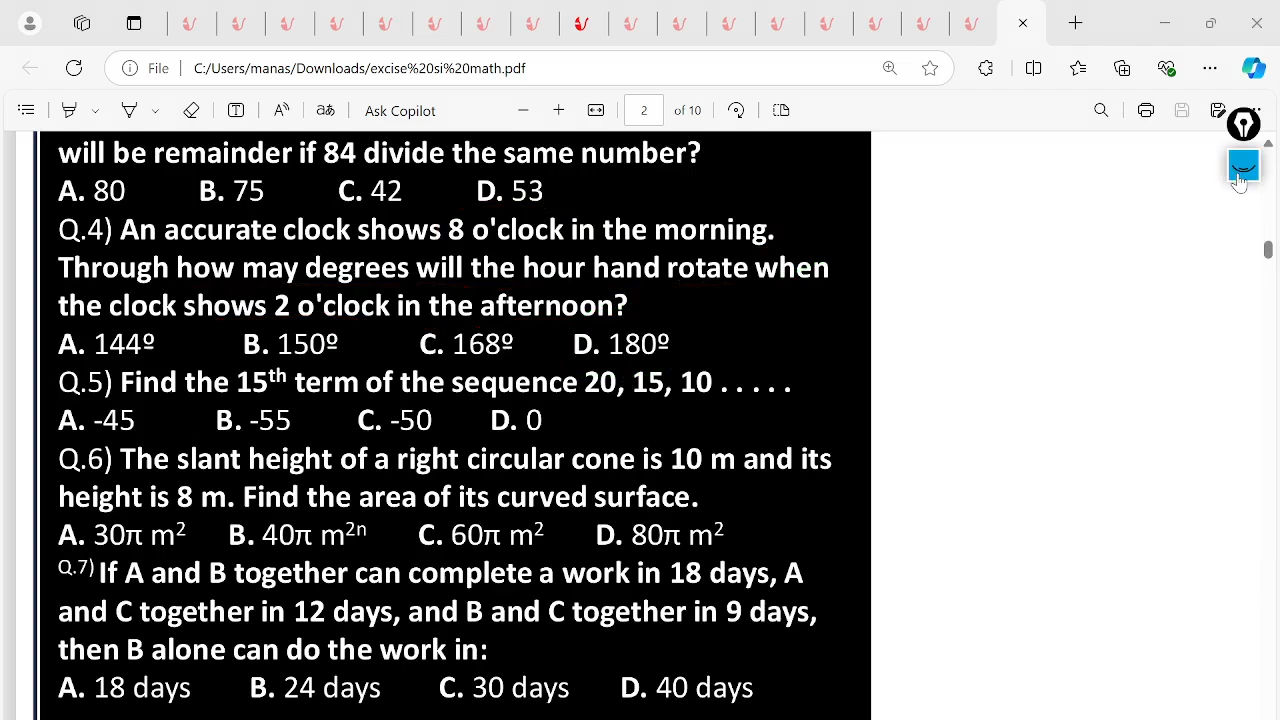 File | C:/Users/manas/Downloads/excise%20si%20math.pdf
Ask Copilot 2 of 10
will be remainder if 84 divide the same number?
A. 80 B. 75 C. 42 D. 53
Q.4) An accurate clock shows 8 o'clock in the morning.
Through how may degrees will the hour hand rotate when
the clock shows 2 o'clock in the afternoon?
A. 144º B. 150º C. 168º D. 180º
Q.5) Find the 15th term of the sequence 20, 15, 10 . . . . .
A. -45 B. -55 C. -50 D. 0
Q.6) The slant height of a right circular cone is 10 m and its
height is 8 m. Find the area of its curved surface.
A. 30π m² B. 40π m²ⁿ C. 60π m² D. 80π m²
Q.7) If A and B together can complete a work in 18 days, A
and C together in 12 days, and B and C together in 9 days,
then B alone can do the work in:
A. 18 days B. 24 days C. 30 days D. 40 days